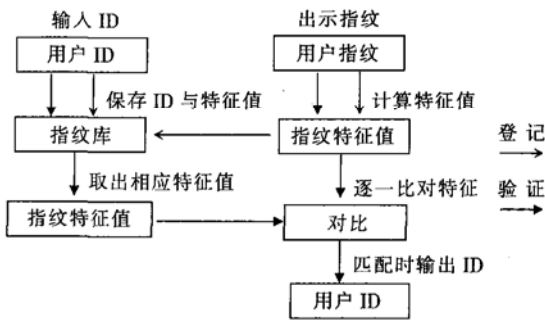 输入 ID
出示指纹
用户 ID
用户指纹
保存 ID 与特征值
计算特征值
指纹库
指纹特征值
登 记
取出相应特征值
逐一比对特征
验 证
指纹特征值
对比
匹配时输出 ID
用户 ID